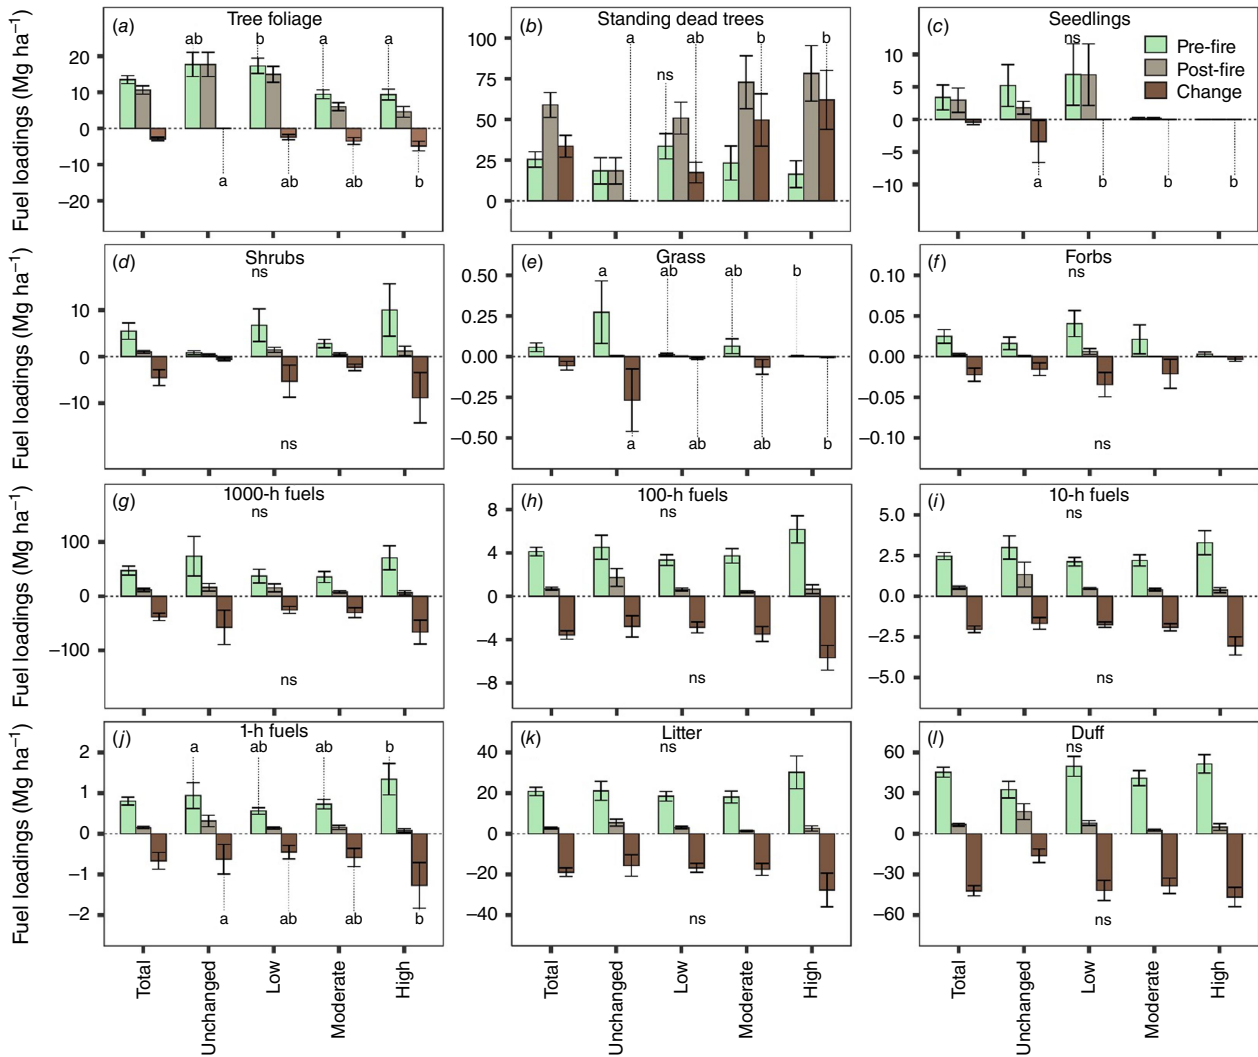 (a) Tree foliage
(b) Standing dead trees
(c) Seedlings
Fuel loadings (Mg ha⁻¹)
20
10
0
–10
–20
ab
b
a
a
a
ab
ab
b
100
75
50
25
0
a
ab
b
b
ns
10
5
0
–5
–10
ns
a
b
b
b
Pre-fire
Post-fire
Change
(d) Shrubs
(e) Grass
(f) Forbs
Fuel loadings (Mg ha⁻¹)
10
0
–10
ns
ns
0.50
0.25
0.00
–0.25
–0.50
a
ab
ab
b
a
ab
ab
b
0.10
0.05
0.00
–0.05
–0.10
ns
ns
(g) 1000-h fuels
(h) 100-h fuels
(i) 10-h fuels
Fuel loadings (Mg ha⁻¹)
100
0
–100
ns
ns
8
4
0
–4
–8
ns
ns
5.0
2.5
0.0
–2.5
–5.0
ns
ns
(j) 1-h fuels
(k) Litter
(l) Duff
Fuel loadings (Mg ha⁻¹)
2
1
0
–1
–2
a
ab
ab
b
a
ab
ab
b
40
20
0
–20
–40
ns
ns
60
30
0
–30
–60
ns
ns
Total
Unchanged
Low
Moderate
High
Total
Unchanged
Low
Moderate
High
Total
Unchanged
Low
Moderate
High